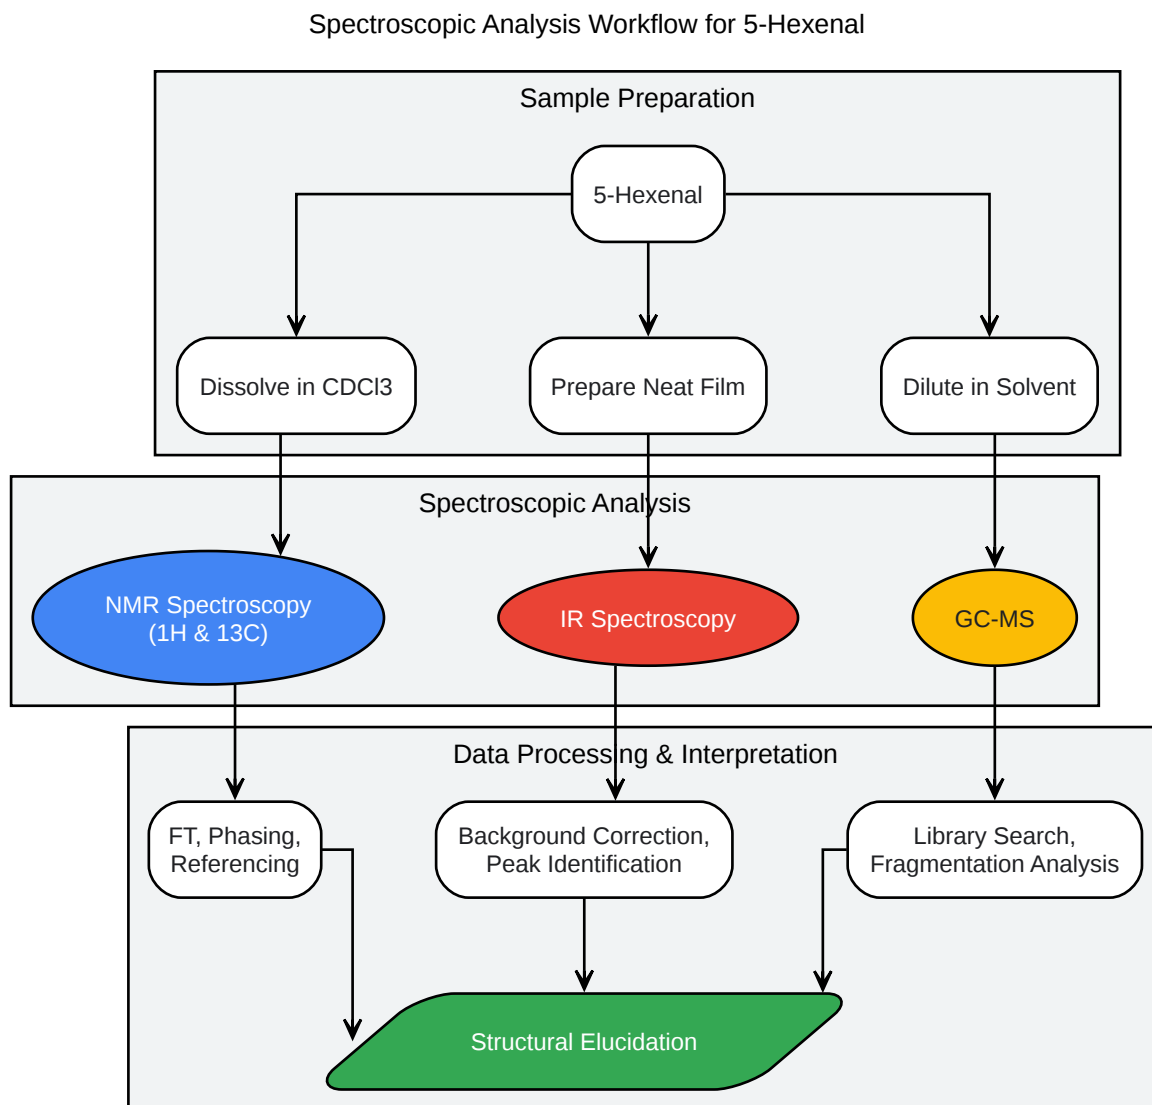 Spectroscopic Analysis Workflow for 5-Hexenal
Sample Preparation
5-Hexenal
Dissolve in CDCl3
Prepare Neat Film
Dilute in Solvent
Spectroscopic Analysis
NMR Spectroscopy
(1H & 13C)
IR Spectroscopy
GC-MS
Data Processing & Interpretation
FT, Phasing,
Referencing
Background Correction,
Peak Identification
Library Search,
Fragmentation Analysis
Structural Elucidation